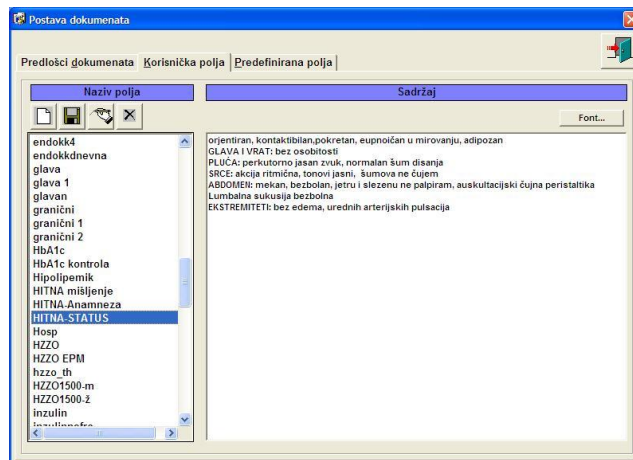 Postava dokumenata
Predlošci dokumenata Korisnička polja Predefinirana polja
Naziv polja
Sadržaj
Font...
endokk4
endokkdnevna
glava
glava 1
glavan
granični
granični 1
granični 2
HbA1c
HbA1c kontrola
Hipolipemik
HITNA mišljenje
HITNA-Anamneza
HITNA-STATUS
Hosp
HZZO
HZZO EPM
hzzo_th
HZZO1500-m
HZZO1500-ž
inzulin
orjentiran, kontaktibilan,pokretan, eupnoičan u mirovanju, adipozan
GLAVA I VRAT: bez osobitosti
PLUĆA: perkutorno jasan zvuk, normalan šum disanja
SRCE: akcija ritmična, tonovi jasni, šumova ne čujem
ABDOMEN: mekan, bezbolan, jetru i slezenu ne palpiram, auskultacijski čujna peristaltika
Lumbalna sukusija bezbolna
EKSTREMITETI: bez edema, urednih arterijskih pulsacija